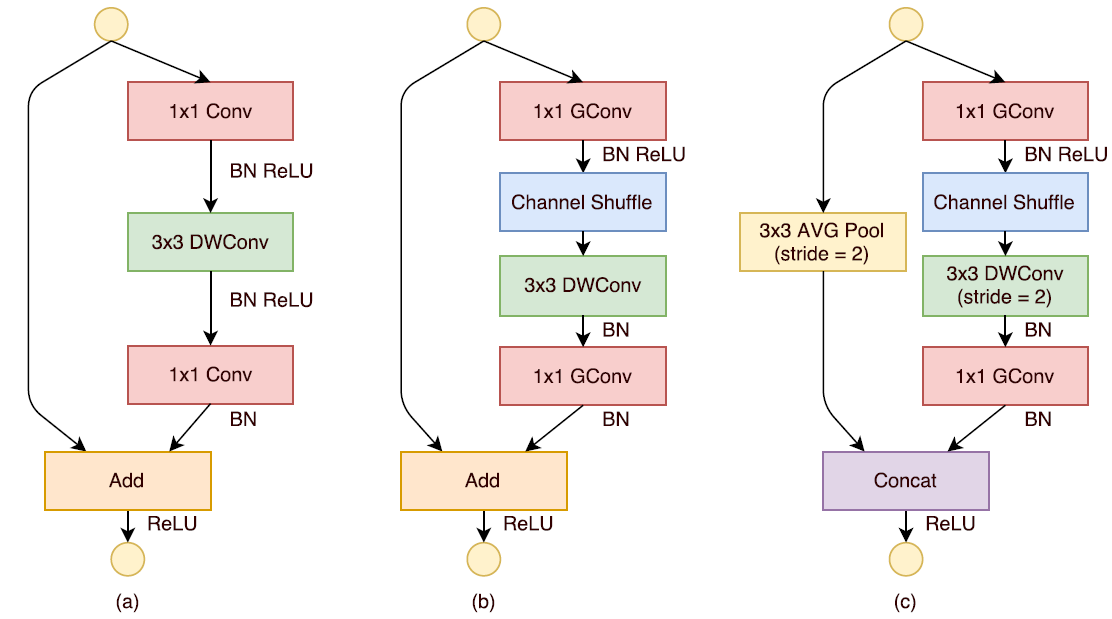 1x1 Conv
BN ReLU
3x3 DWConv
BN ReLU
1x1 Conv
BN
Add
ReLU
(a)
1x1 GConv
BN ReLU
Channel Shuffle
3x3 DWConv
BN
1x1 GConv
BN
Add
ReLU
(b)
3x3 AVG Pool
(stride = 2)
1x1 GConv
BN ReLU
Channel Shuffle
3x3 DWConv
(stride = 2)
BN
1x1 GConv
BN
Concat
ReLU
(c)